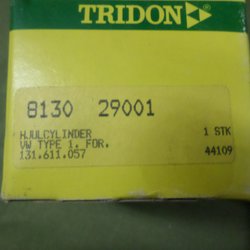 TRIDON
8130 29001
HJULCYLINDER 1 STK
VW TYPE 1. FOR.
131.611.057 44109